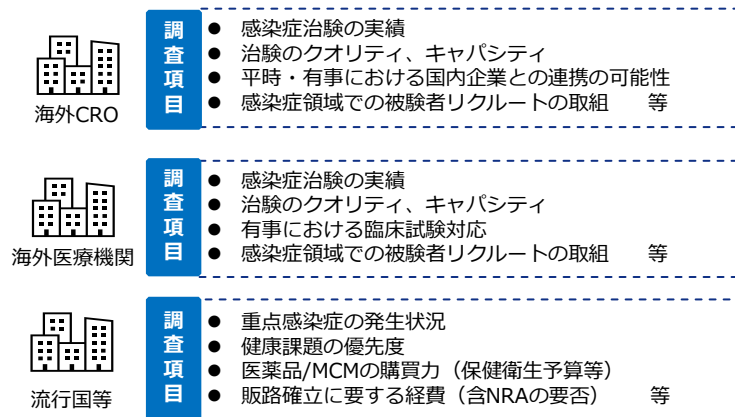 海外CRO
調査項目
● 感染症治験の実績
● 治験のクオリティ、キャパシティ
● 平時・有事における国内企業との連携の可能性
● 感染症領域での被験者リクルートの取組　等
海外医療機関
調査項目
● 感染症治験の実績
● 治験のクオリティ、キャパシティ
● 有事における臨床試験対応
● 感染症領域での被験者リクルートの取組　等
流行国等
調査項目
● 重点感染症の発生状況
● 健康課題の優先度
● 医薬品/MCMの購買力（保健衛生予算等）
● 販路確立に要する経費（含NRAの要否）　等